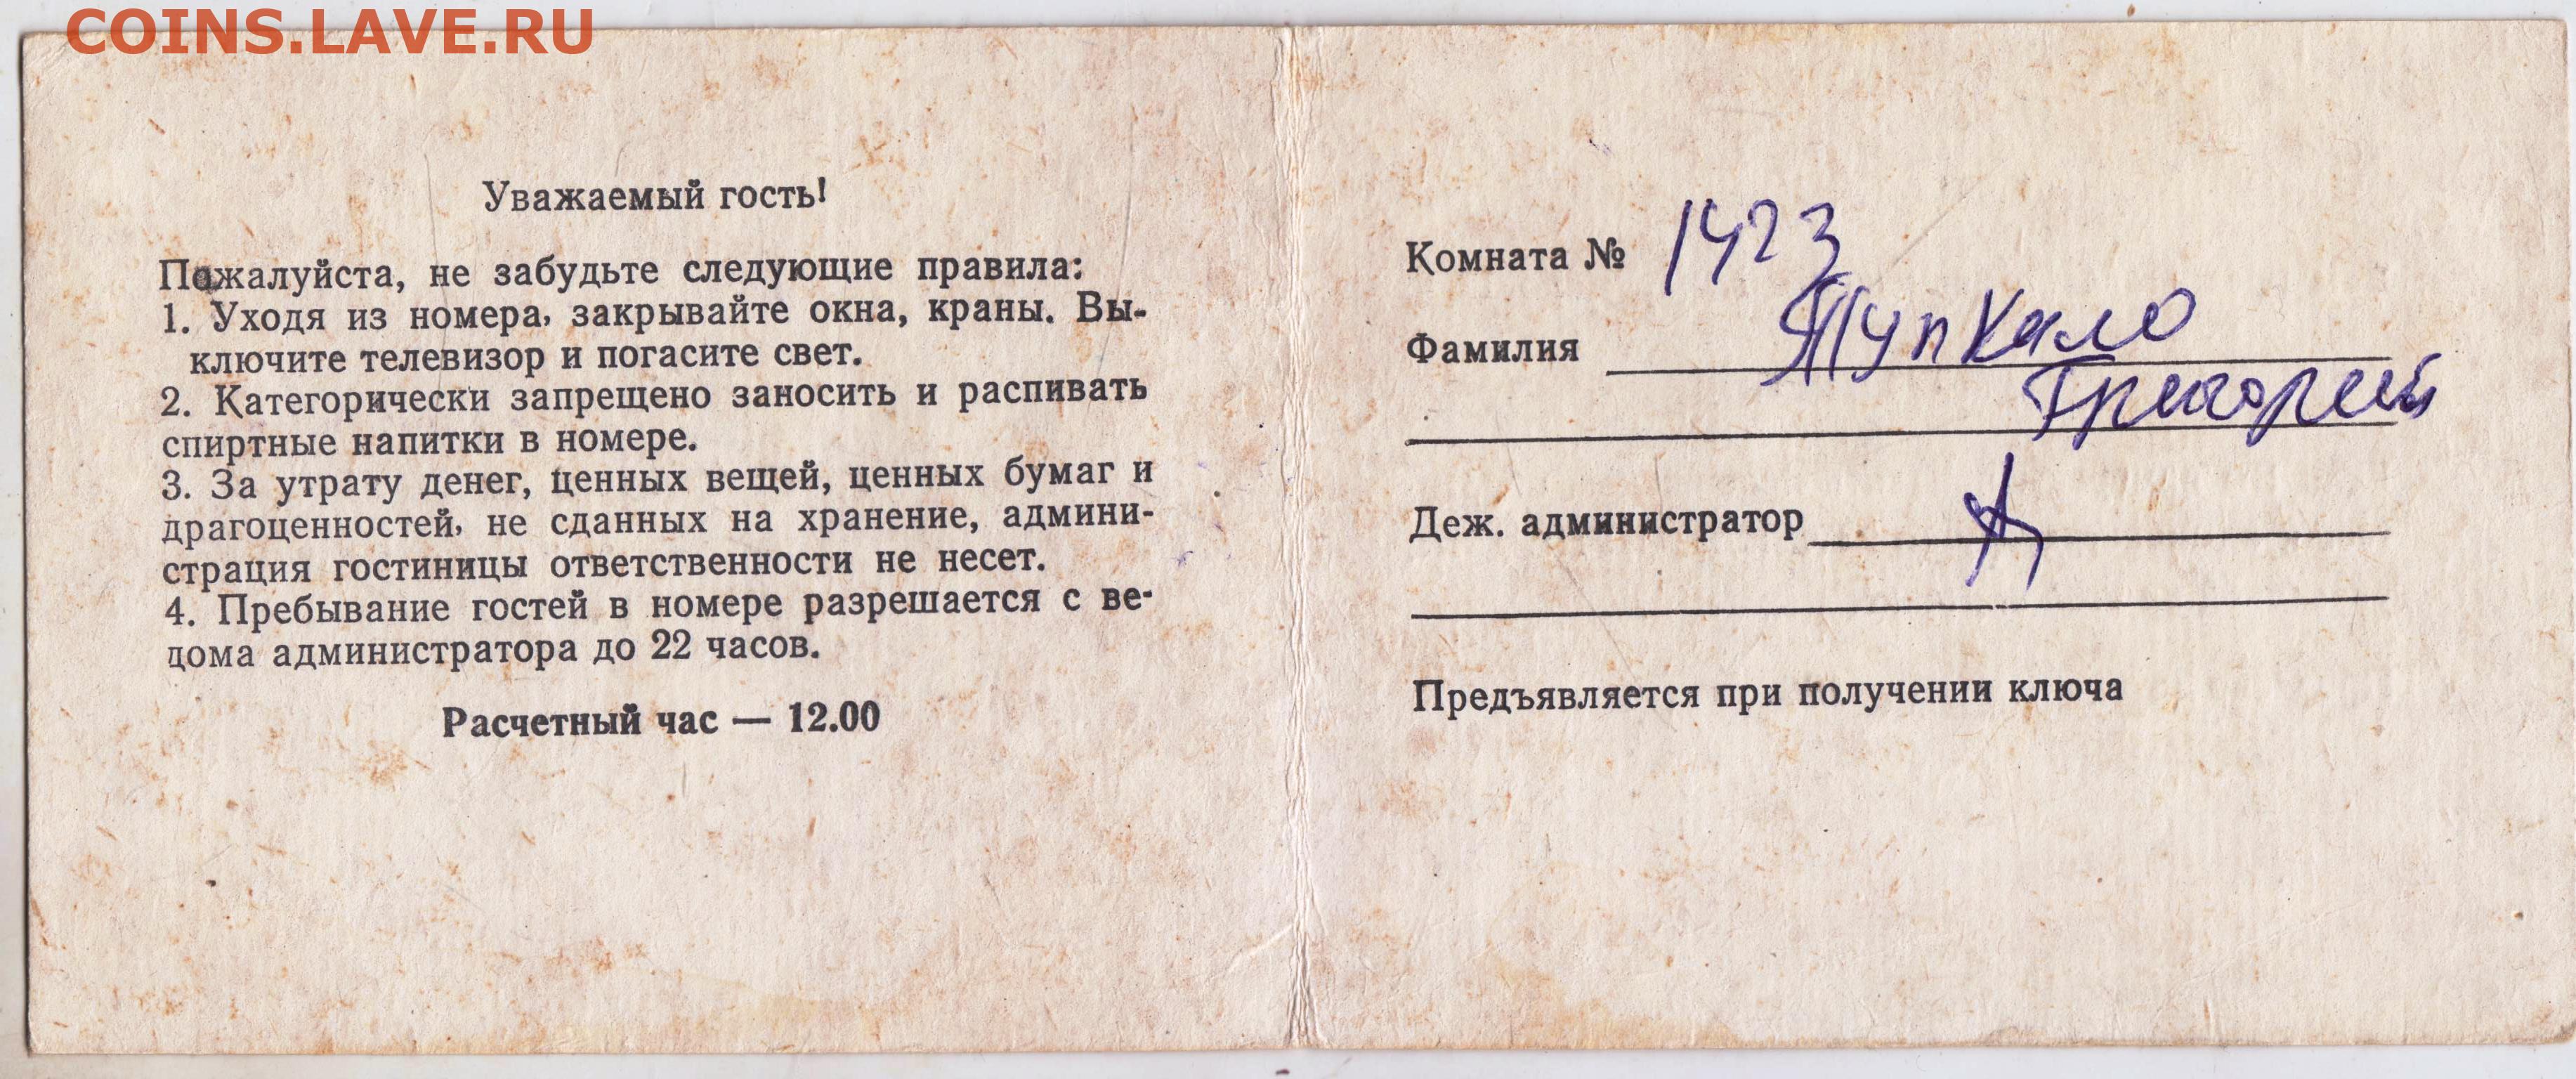 COINS.LAVE.RU
Уважаемый гость!
Пожалуйста, не забудьте следующие правила:
1. Уходя из номера, закрывайте окна, краны. Вы-
ключите телевизор и погасите свет.
2. Категорически запрещено заносить и распивать
спиртные напитки в номере.
3. За утрату денег, ценных вещей, ценных бумаг и
драгоценностей, не сданных на хранение, админи-
страция гостиницы ответственности не несет.
4. Пребывание гостей в номере разрешается с ве-
дома администратора до 22 часов.
Расчетный час — 12.00
Комната № 1423
Фамилия Тупкало
Григорий
Деж. администратор
Предъявляется при получении ключа